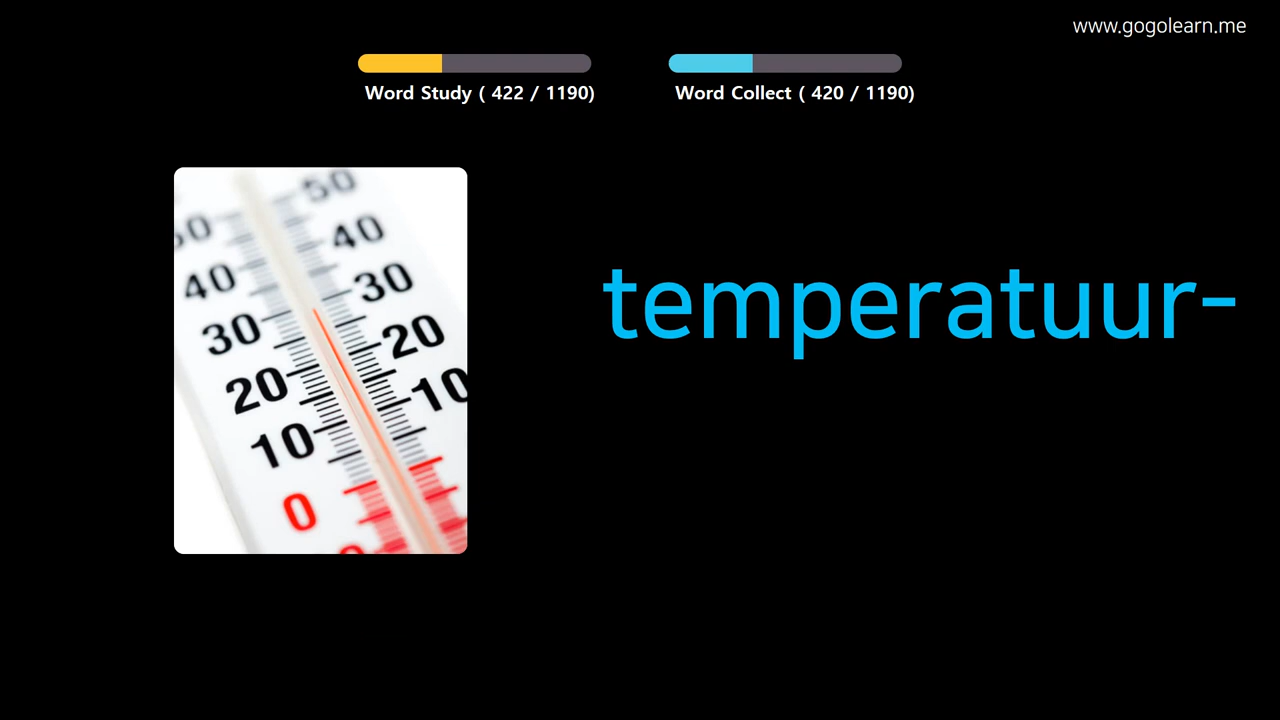 www.gogolearn.me
Word Study ( 422 / 1190)
Word Collect ( 420 / 1190)
50
50
40
40
30
30
20
20
10
10
0
temperatuur-